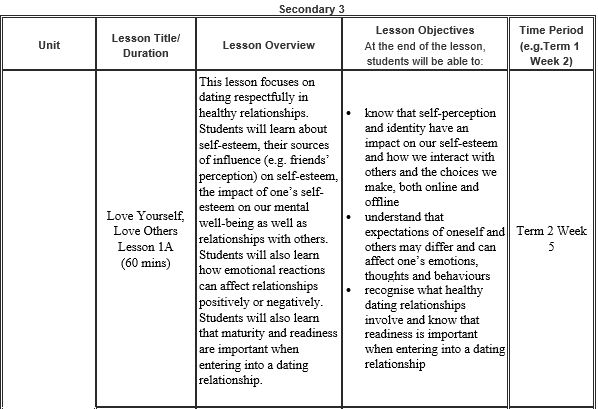 Secondary 3
Unit
Lesson Title/
Duration
Lesson Overview
Lesson Objectives
At the end of the lesson,
students will be able to:
Time Period
(e.g.Term 1
Week 2)
Love Yourself,
Love Others
Lesson 1A
(60 mins)
This lesson focuses on
dating respectfully in
healthy relationships.
Students will learn about
self-esteem, their sources
of influence (e.g. friends’
perception) on self-esteem,
the impact of one’s self-
esteem on our mental
well-being as well as
relationships with others.
Students will also learn
how emotional reactions
can affect relationships
positively or negatively.
Students will also learn
that maturity and readiness
are important when
entering into a dating
relationship.
• know that self-perception
and identity have an
impact on our self-esteem
and how we interact with
others and the choices we
make, both online and
offline
• understand that
expectations of oneself and
others may differ and can
affect one’s emotions,
thoughts and behaviours
• recognise what healthy
dating relationships
involve and know that
readiness is important
when entering into a dating
relationship
Term 2 Week
5